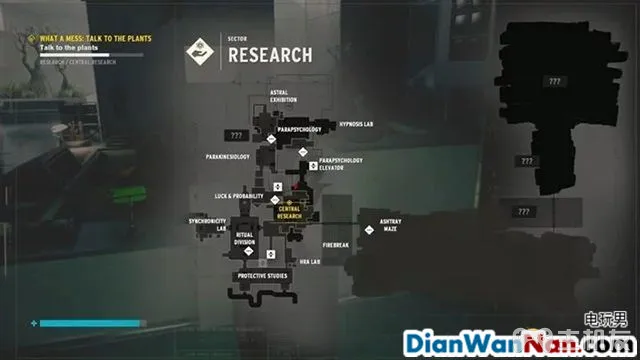 WHAT A MESS: TALK TO THE PLANTS
Talk to the plants
RESEARCH / CENTRAL RESEARCH
SECTOR
RESEARCH
ASTRAL
EXHIBITION
???
HYPNOSIS LAB
???
PARAPSYCHOLOGY
PARAKINESIOLOGY
PARAPSYCHOLOGY
ELEVATOR
???
LUCK & PROBABILITY
CENTRAL
RESEARCH
???
SYNCHRONICITY
LAB
ASHTRAY
MAZE
RITUAL
DIVISION
FIREBREAK
HRA LAB
PROTECTIVE STUDIES
电玩男
DianWanNan.com